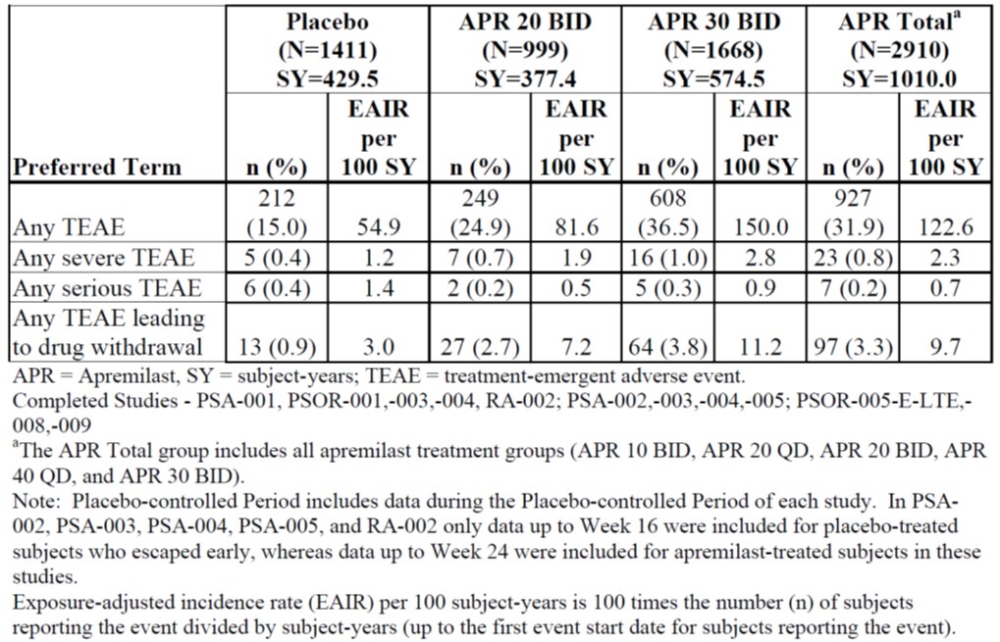 Placebo APR 20 BID APR 30 BID APR Totalᵃ
(N=1411) (N=999) (N=1668) (N=2910)
SY=429.5 SY=377.4 SY=574.5 SY=1010.0
EAIR EAIR EAIR EAIR
per per per per
Preferred Term n (%) 100 SY n (%) 100 SY n (%) 100 SY n (%) 100 SY
212 249 608 927
Any TEAE (15.0) 54.9 (24.9) 81.6 (36.5) 150.0 (31.9) 122.6
Any severe TEAE 5 (0.4) 1.2 7 (0.7) 1.9 16 (1.0) 2.8 23 (0.8) 2.3
Any serious TEAE 6 (0.4) 1.4 2 (0.2) 0.5 5 (0.3) 0.9 7 (0.2) 0.7
Any TEAE leading
to drug withdrawal 13 (0.9) 3.0 27 (2.7) 7.2 64 (3.8) 11.2 97 (3.3) 9.7
APR = Apremilast, SY = subject-years; TEAE = treatment-emergent adverse event.
Completed Studies - PSA-001, PSOR-001,-003,-004, RA-002; PSA-002,-003,-004,-005; PSOR-005-E-LTE,-
008,-009
ᵃThe APR Total group includes all apremilast treatment groups (APR 10 BID, APR 20 QD, APR 20 BID, APR
40 QD, and APR 30 BID).
Note: Placebo-controlled Period includes data during the Placebo-controlled Period of each study. In PSA-
002, PSA-003, PSA-004, PSA-005, and RA-002 only data up to Week 16 were included for placebo-treated
subjects who escaped early, whereas data up to Week 24 were included for apremilast-treated subjects in these
studies.
Exposure-adjusted incidence rate (EAIR) per 100 subject-years is 100 times the number (n) of subjects
reporting the event divided by subject-years (up to the first event start date for subjects reporting the event).